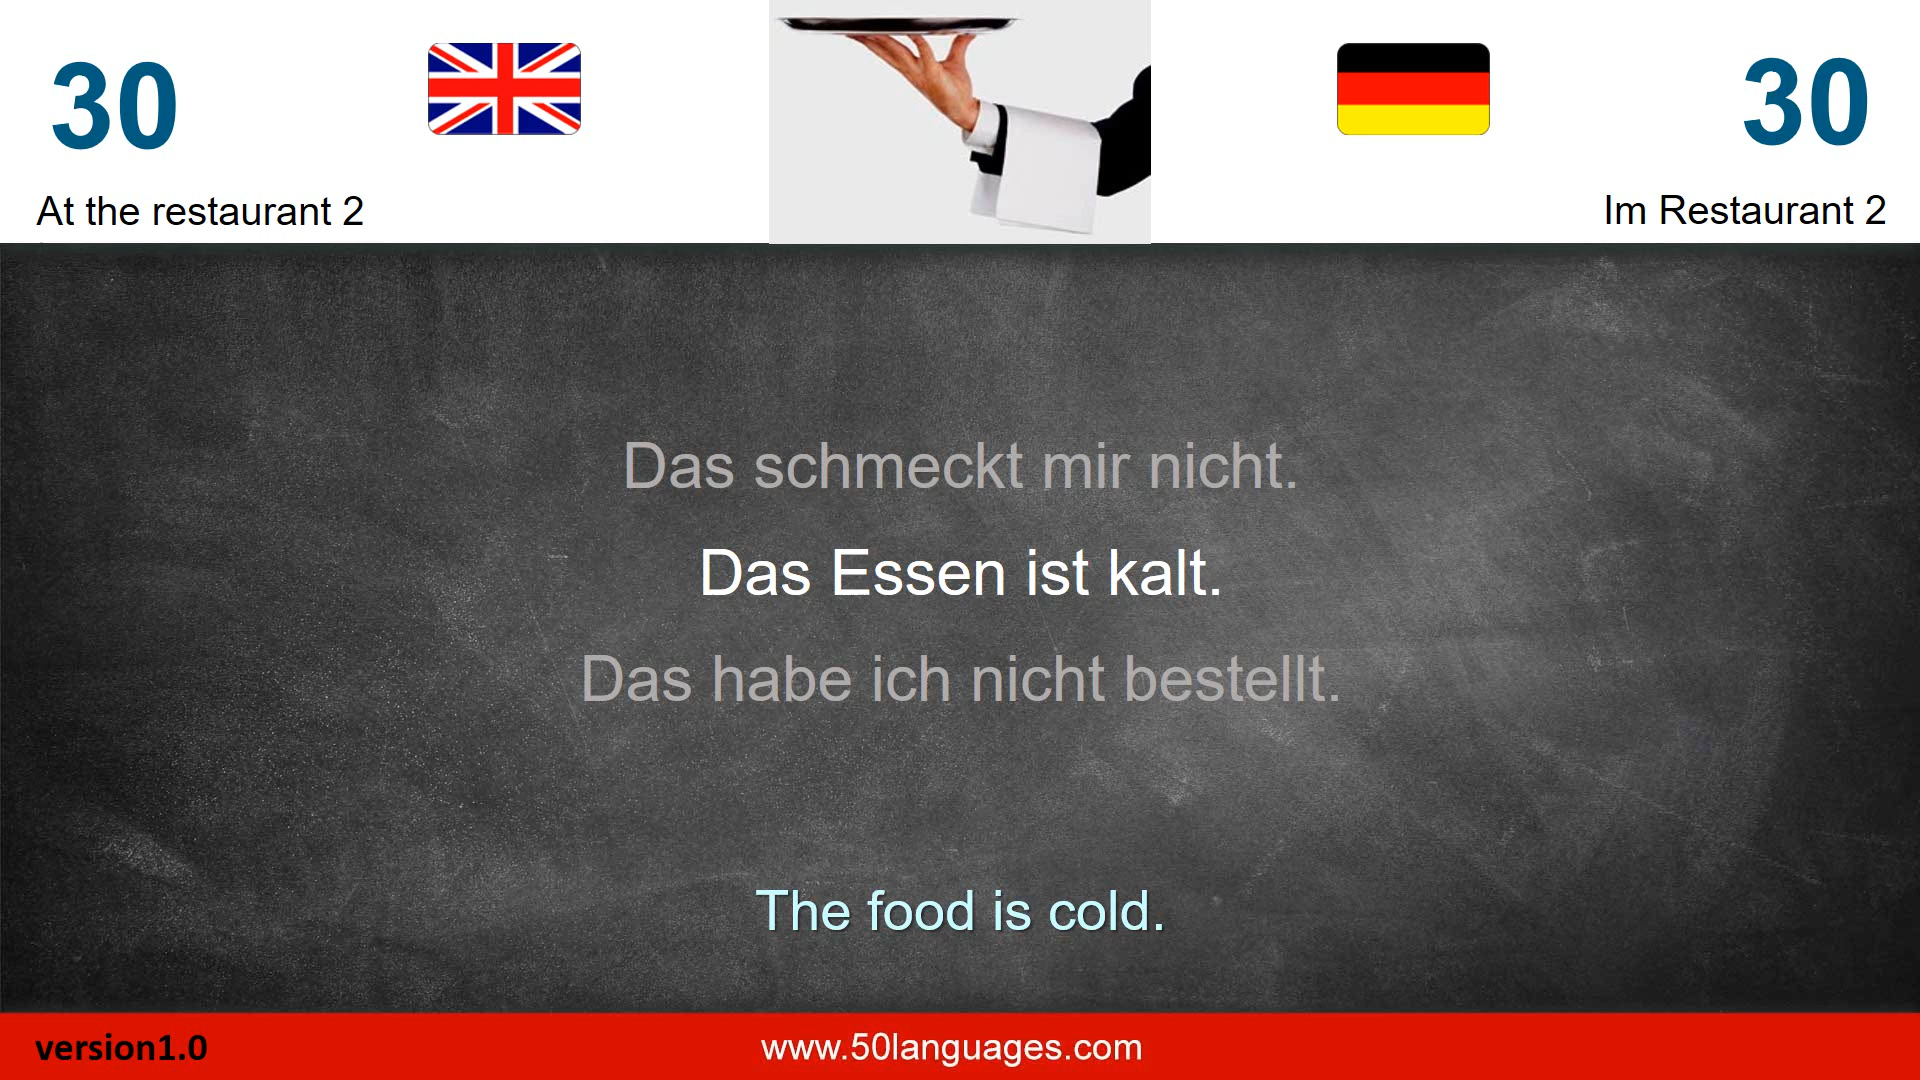 30
30
At the restaurant 2
Im Restaurant 2
Das schmeckt mir nicht.
Das Essen ist kalt.
Das habe ich nicht bestellt.
The food is cold.
version1.0
www.50languages.com